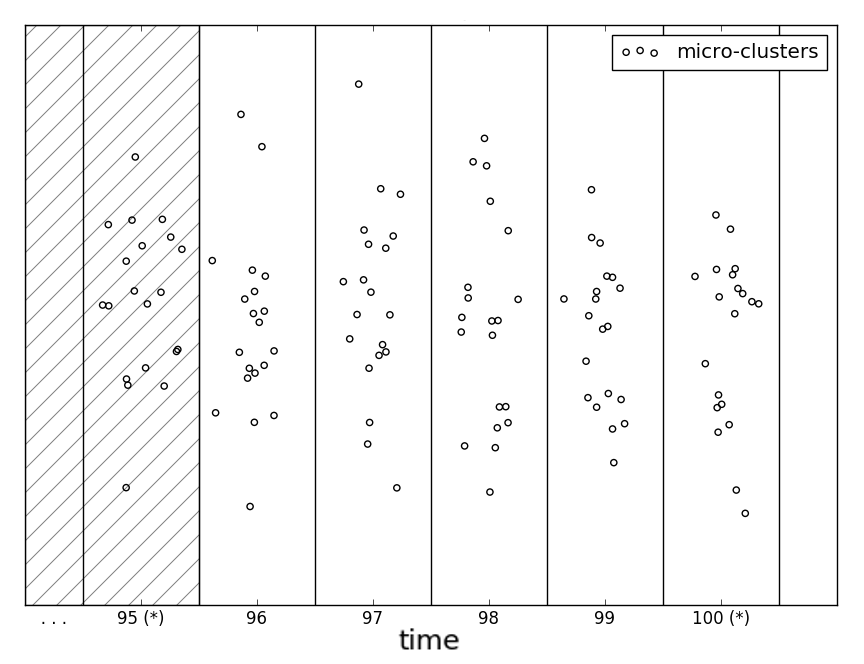 micro-clusters
. . . 95 (*) 96 97 98 99 100 (*)
time